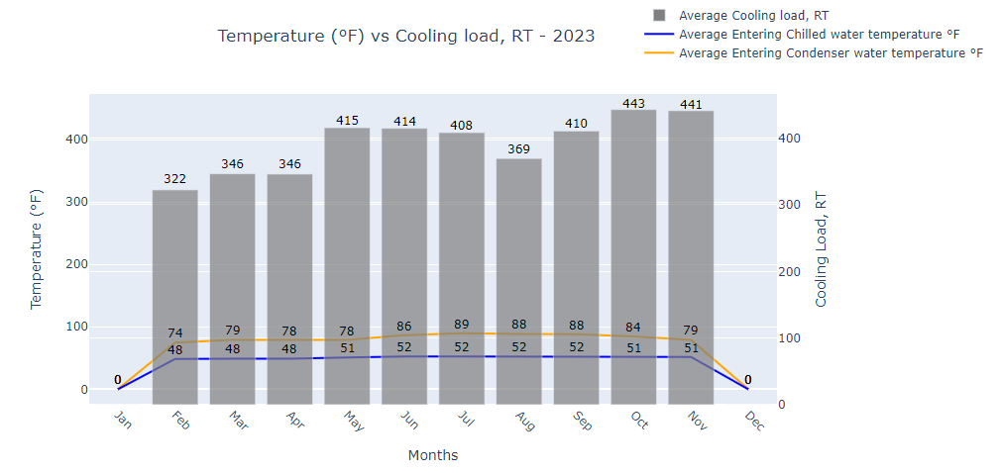 Temperature (°F) vs Cooling load, RT - 2023
Average Cooling load, RT
Average Entering Chilled water temperature °F
Average Entering Condenser water temperature °F
Temperature (°F)
400
300
200
100
0
322
346
346
415
414
408
369
410
443
441
0
74
79
78
78
86
89
88
88
84
79
0
0
48
48
48
51
52
52
52
52
51
51
0
400
300
200
100
0
Cooling Load, RT
Jan
Feb
Mar
Apr
May
Jun
Jul
Aug
Sep
Oct
Nov
Dec
Months